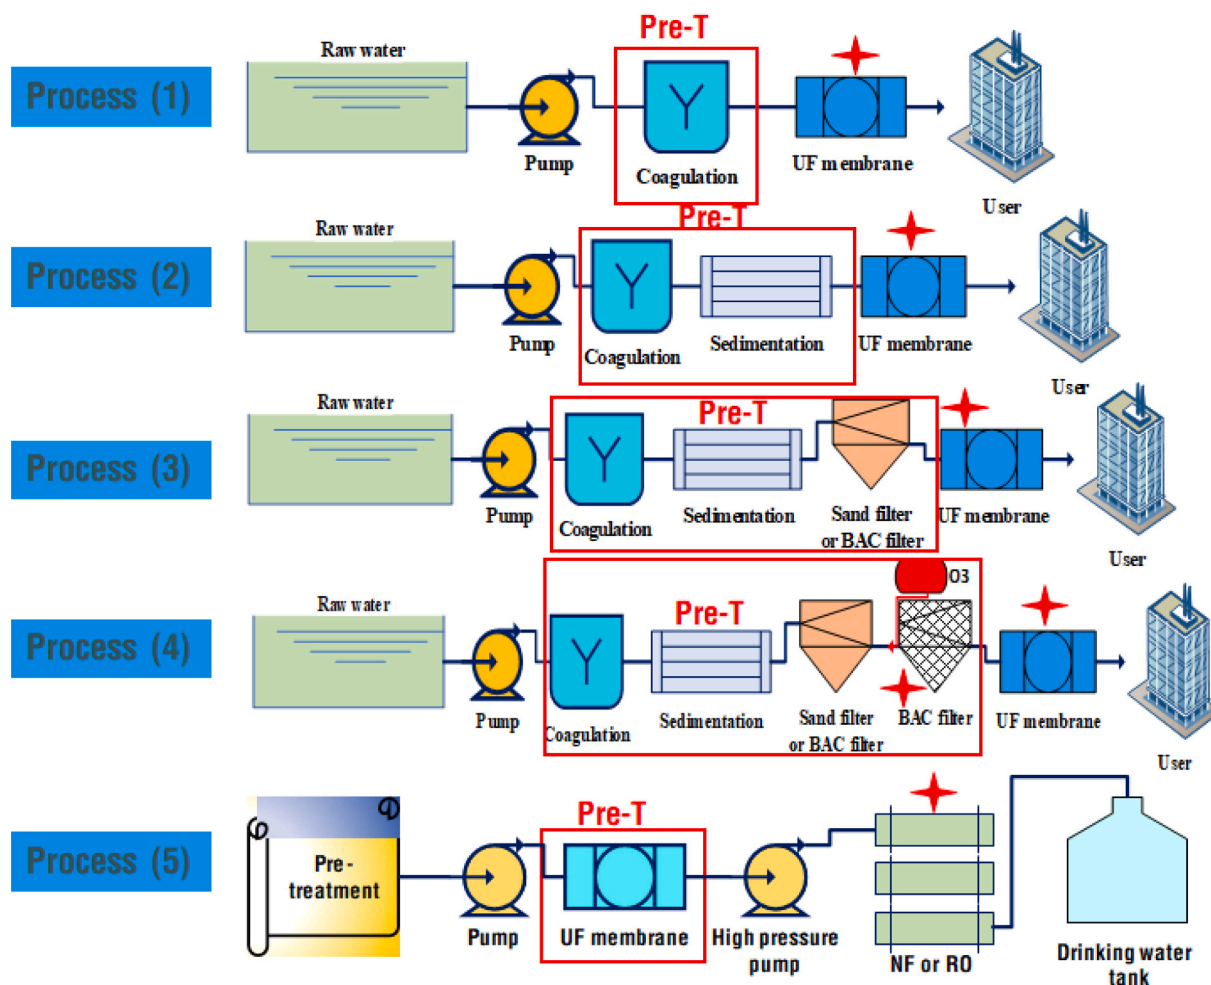 Pre-T
Raw water
Process (1)
Pump
Coagulation
UF membrane
User
Pre-T
Raw water
Process (2)
Pump
Coagulation
Sedimentation
UF membrane
User
Raw water
Pre-T
Process (3)
Pump
Coagulation
Sedimentation
Sand filter
or BAC filter
UF membrane
User
O3
Raw water
Pre-T
Process (4)
Pump
Coagulation
Sedimentation
Sand filter
or BAC filter
BAC filter
UF membrane
User
Pre-T
Process (5)
Pre-
treatment
Pump
UF membrane
High pressure
pump
NF or RO
Drinking water
tank